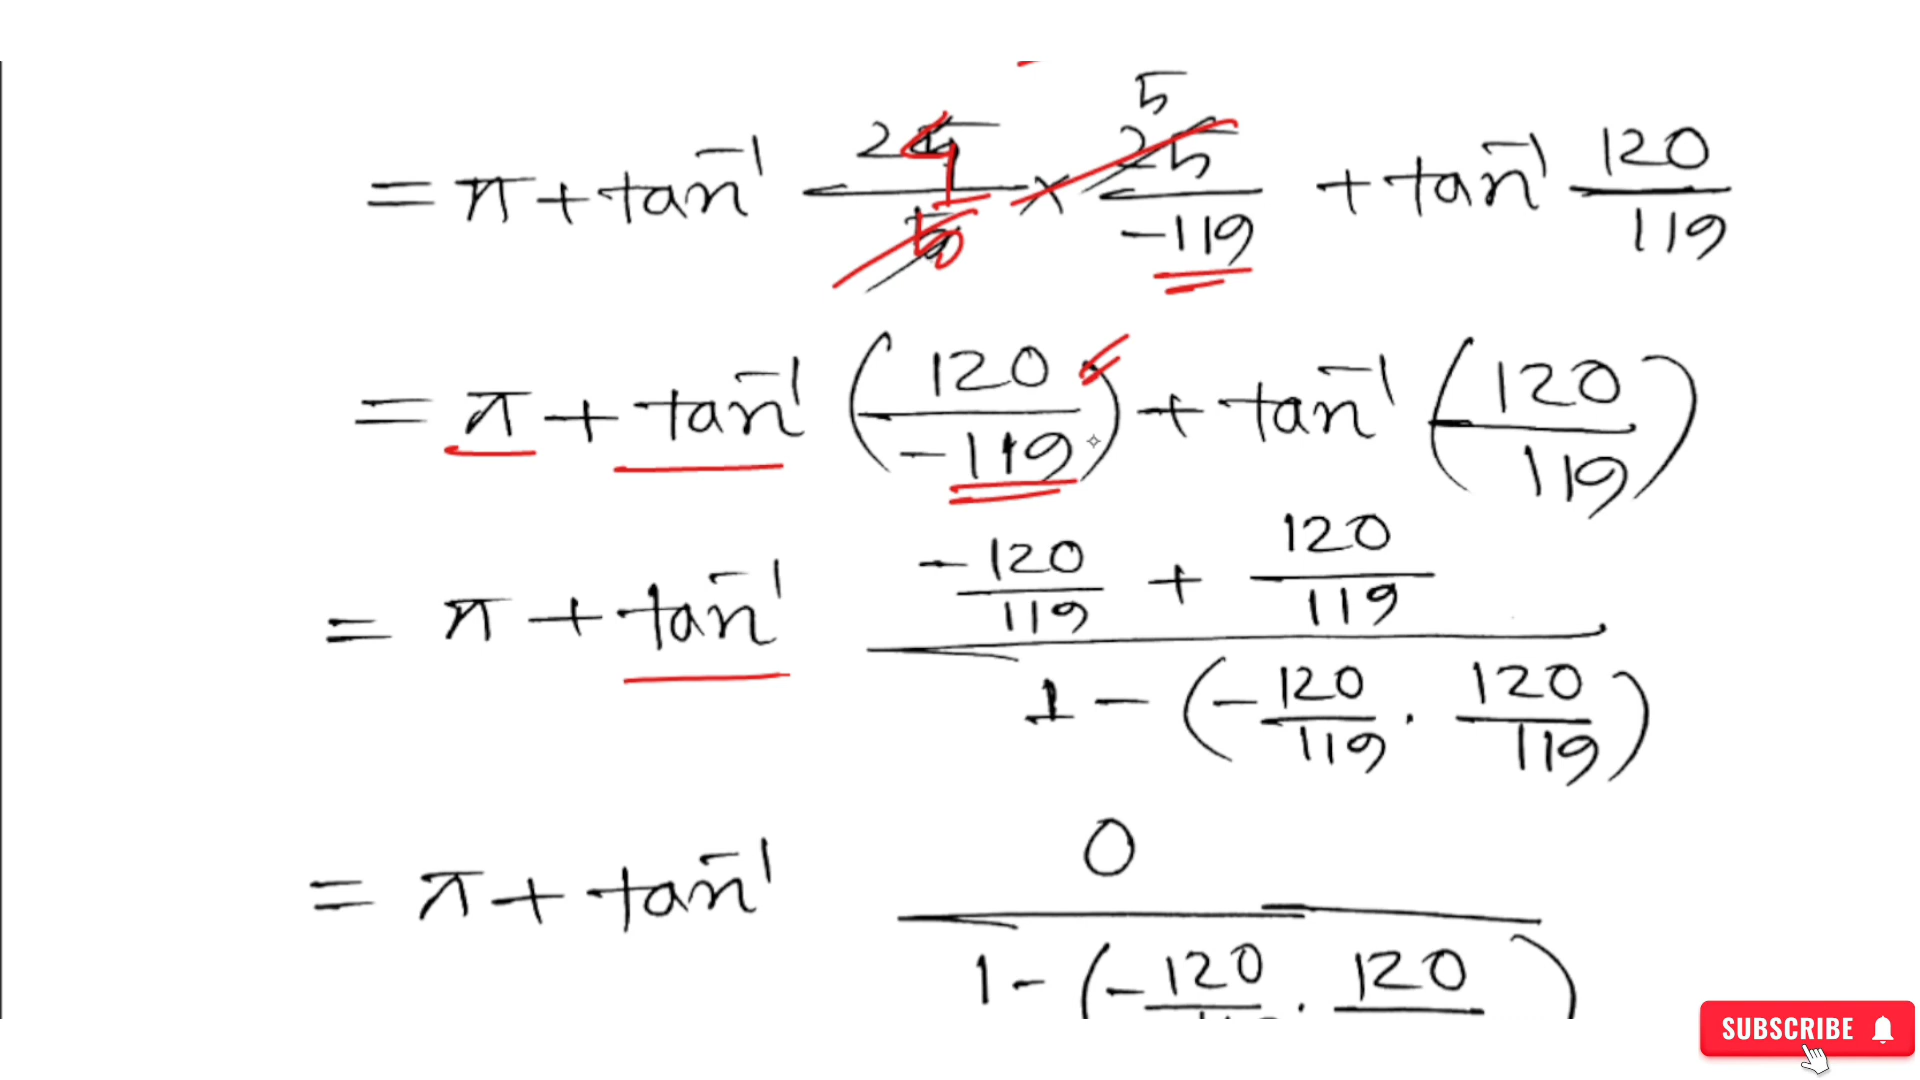 = π + tan⁻¹ 24/5 × 25/-119 5 + tan⁻¹ 120/119
= π + tan⁻¹ (120/-119) + tan⁻¹ (120/119)
= π + tan⁻¹ (-120/119 + 120/119)/(1 - (-120/119 · 120/119))
= π + tan⁻¹ 0/(1 - (-120 · 120))
SUBSCRIBE